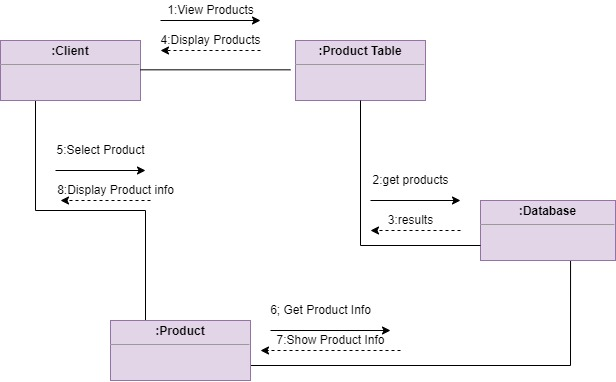 1:View Products
4:Display Products
:Client
:Product Table
5:Select Product
8:Display Product info
2:get products
3:results
:Database
6; Get Product Info
7:Show Product Info
:Product